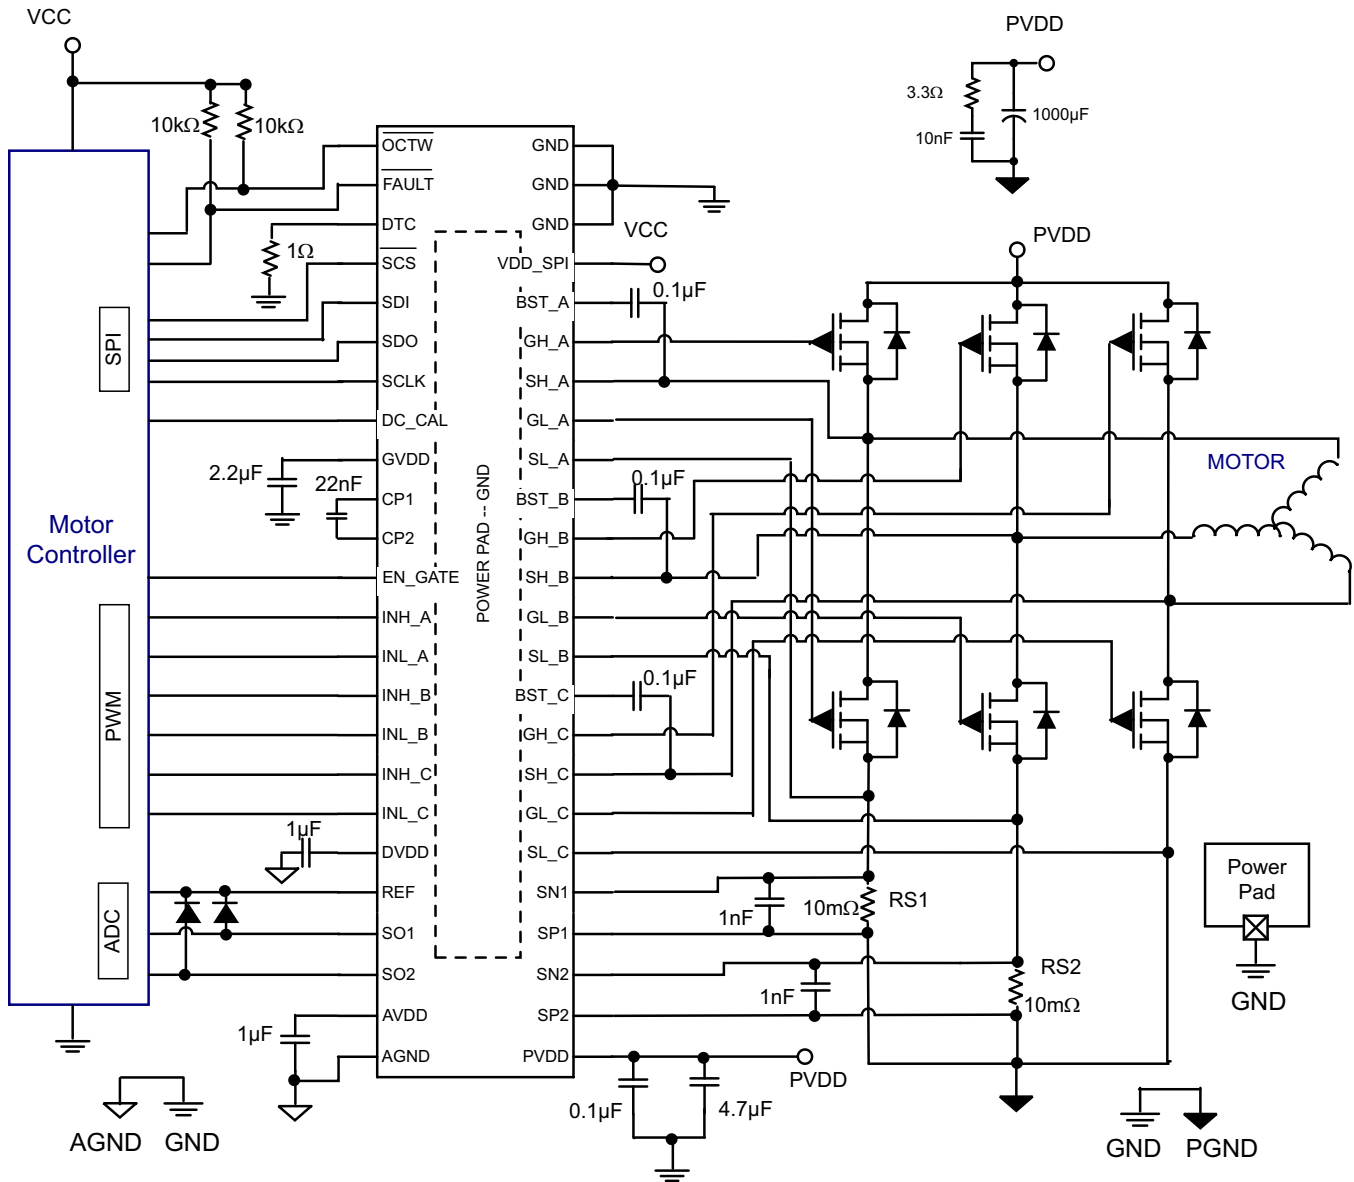 VCC
PVDD
3.3Ω
1000µF
10nF
10kΩ
10kΩ
OCTW
GND
FAULT
GND
DTC
GND
VCC
1Ω
SCS
VDD_SPI
PVDD
SDI
BST_A
0.1µF
SPI
SDO
GH_A
SCLK
SH_A
DC_CAL
GL_A
2.2µF
GVDD
SL_A
MOTOR
22nF
CP1
BST_B
0.1µF
Motor
Controller
CP2
GH_B
POWER PAD -- GND
EN_GATE
SH_B
INH_A
GL_B
INL_A
SL_B
PWM
INH_B
BST_C
0.1µF
INL_B
GH_C
INH_C
SH_C
INL_C
GL_C
1µF
DVDD
SL_C
Power
Pad
REF
SN1
1nF
10mΩ
RS1
ADC
SO1
SP1
SO2
SN2
RS2
1nF
10mΩ
GND
AVDD
SP2
1µF
AGND
PVDD
PVDD
0.1µF
4.7µF
AGND
GND
GND
PGND